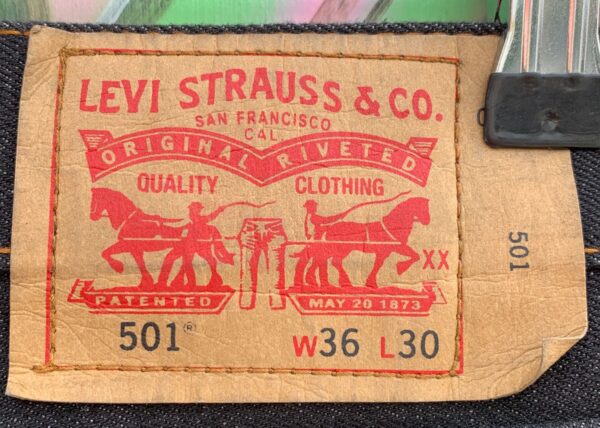 LEVI STRAUSS & CO.
SAN FRANCISCO
CAL
ORIGINAL RIVETED
QUALITY CLOTHING
XX
PATENTED MAY 20 1873
501® W36 L30
501